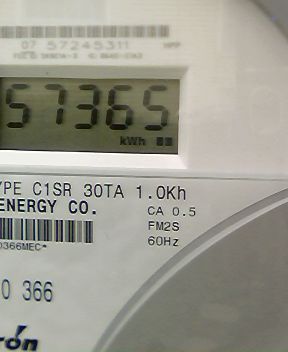 07 57245311
57365
kWh
YPE C1SR 30TA 1.0Kh
ENERGY CO.
CA 0.5
FM2S
0366MEC*
60Hz
0 366
rón